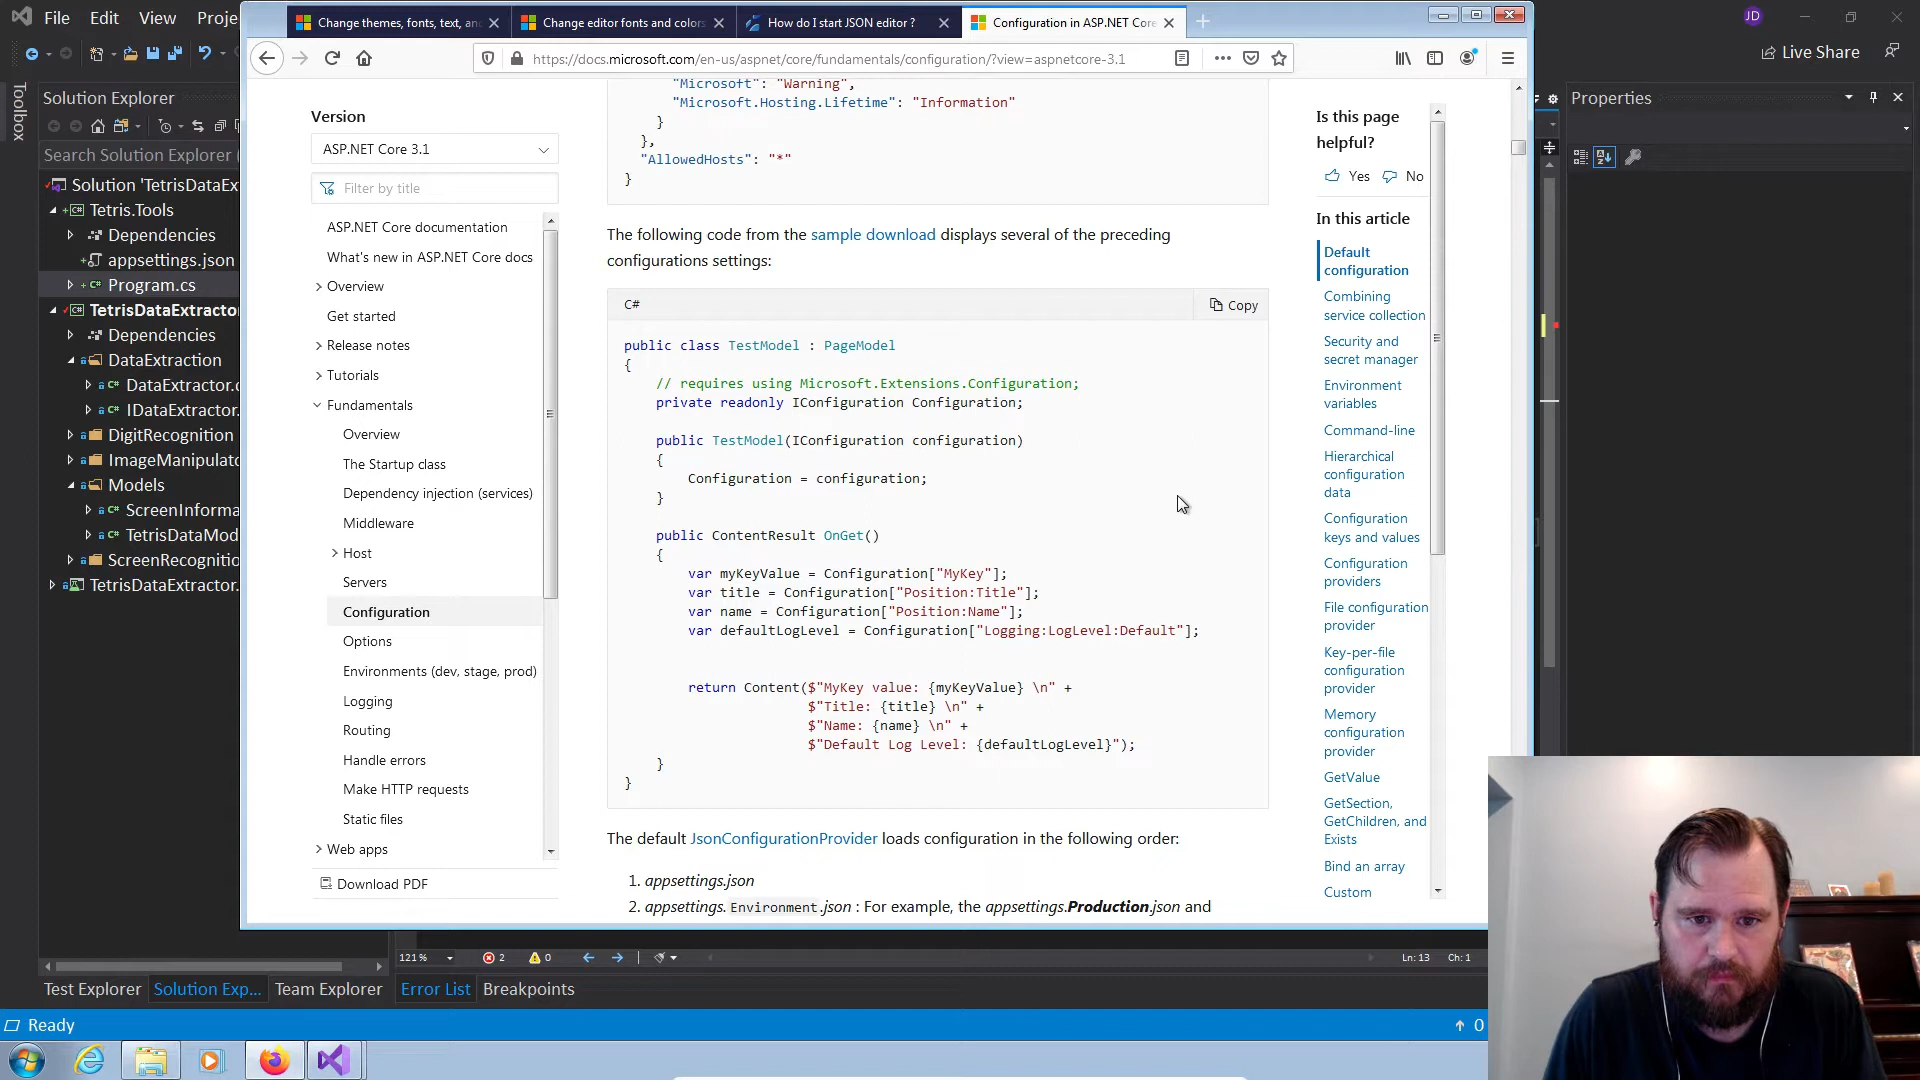 File Edit View Proje
Change themes, fonts, text, and
Change editor fonts and colors
How do I start JSON editor ?
Configuration in ASP.NET Core
JD
Live Share
https://docs.microsoft.com/en-us/aspnet/core/fundamentals/configuration/?view=aspnetcore-3.1
Toolbox
Solution Explorer
Search Solution Explorer (
Solution 'TetrisDataEx
Tetris.Tools
Dependencies
appsettings.json
Program.cs
TetrisDataExtractor
Dependencies
DataExtraction
DataExtractor.c
IDataExtractor.
DigitRecognition
ImageManipulato
Models
ScreenInforma
TetrisDataMod
ScreenRecognitio
TetrisDataExtractor.
Version
ASP.NET Core 3.1
Filter by title
ASP.NET Core documentation
What's new in ASP.NET Core docs
Overview
Get started
Release notes
Tutorials
Fundamentals
Overview
The Startup class
Dependency injection (services)
Middleware
Host
Servers
Configuration
Options
Environments (dev, stage, prod)
Logging
Routing
Handle errors
Make HTTP requests
Static files
Web apps
Download PDF
"Microsoft": "Warning",
"Microsoft.Hosting.Lifetime": "Information"
}
},
"AllowedHosts": "*"
}
The following code from the sample download displays several of the preceding
configurations settings:
C#
Copy
public class TestModel : PageModel
{
// requires using Microsoft.Extensions.Configuration;
private readonly IConfiguration Configuration;
public TestModel(IConfiguration configuration)
{
Configuration = configuration;
}
public ContentResult OnGet()
{
var myKeyValue = Configuration["MyKey"];
var title = Configuration["Position:Title"];
var name = Configuration["Position:Name"];
var defaultLogLevel = Configuration["Logging:LogLevel:Default"];
return Content($"MyKey value: {myKeyValue} \n" +
$"Title: {title} \n" +
$"Name: {name} \n" +
$"Default Log Level: {defaultLogLevel}");
}
}
The default JsonConfigurationProvider loads configuration in the following order:
1. appsettings.json
2. appsettings. Environment .json : For example, the appsettings.Production.json and
Is this page
helpful?
Yes No
In this article
Default
configuration
Combining
service collection
Security and
secret manager
Environment
variables
Command-line
Hierarchical
configuration
data
Configuration
keys and values
Configuration
providers
File configuration
provider
Key-per-file
configuration
provider
Memory
configuration
provider
GetValue
GetSection,
GetChildren, and
Exists
Bind an array
Custom
Properties
121 %
2
0
Ln: 13 Ch: 1
Test Explorer Solution Exp... Team Explorer
Error List Breakpoints
Ready
0